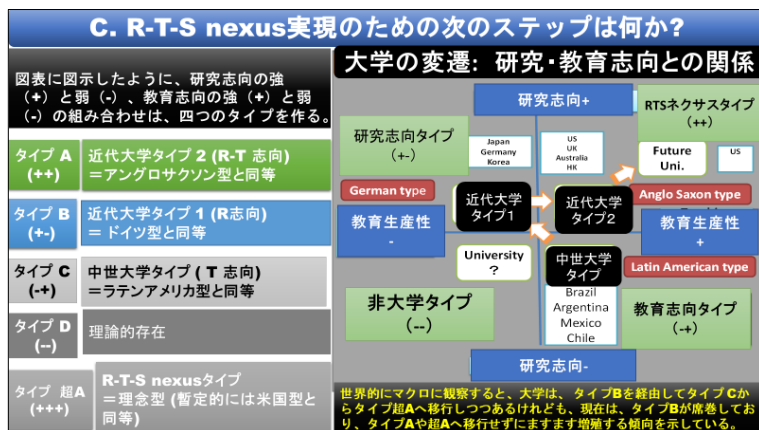 C. R-T-S nexus実現のための次のステップは何か?
図表に図示したように、研究志向の強
（+）と弱（-）、教育志向の強（+）と弱
（-）の組み合わせは、四つのタイプを作る。
タイプ A
(++)
近代大学タイプ 2 (R-T 志向)
＝アングロサクソン型と同等
タイプ B
(+-)
近代大学タイプ 1 (R志向)
＝ ドイツ型と同等
タイプ C
(-+)
中世大学タイプ ( T 志向)
＝ラテンアメリカ型と同等
タイプ D
(--)
理論的存在
タイプ 超A
(+++)
R-T-S nexusタイプ
＝理念型 (暫定的には米国型と
同等)
大学の変遷: 研究・教育志向との関係
研究志向+
RTSネクサスタイプ
(++)
研究志向タイプ
(+-)
Japan
Germany
Korea
US
UK
Australia
HK
Future
Uni.
US
German type
近代大学
タイプ1
近代大学
タイプ2
Anglo Saxon type
教育生産性
-
教育生産性
+
University
?
中世大学
タイプ
Latin American type
Brazil
Argentina
Mexico
Chile
非大学タイプ
(--)
教育志向タイプ
(-+)
研究志向-
世界的にマクロに観察すると、大学は、タイプBを経由してタイプCか
らタイプ超Aへ移行しつつあるけれども、現在は、タイプBが席巻してお
り、タイプAや超Aへ移行せずにますます増殖する傾向を示している。